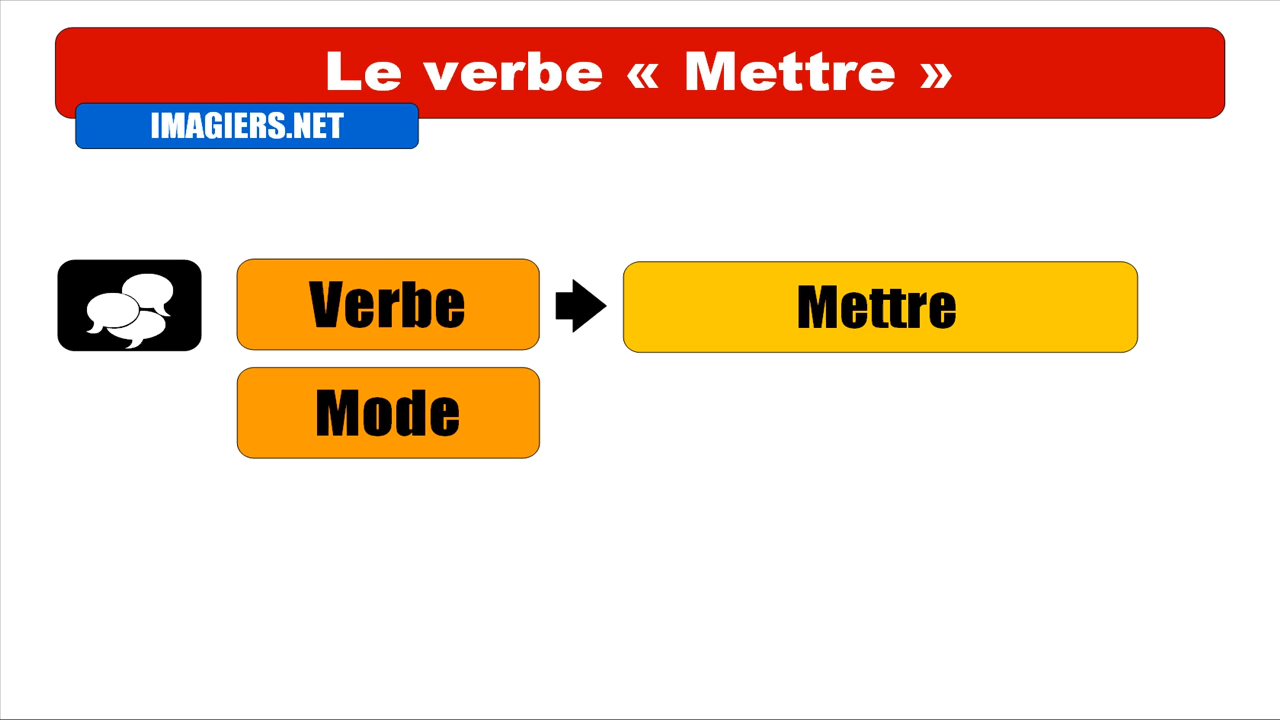 Le verbe « Mettre »
IMAGIERS.NET
Verbe
Mettre
Mode